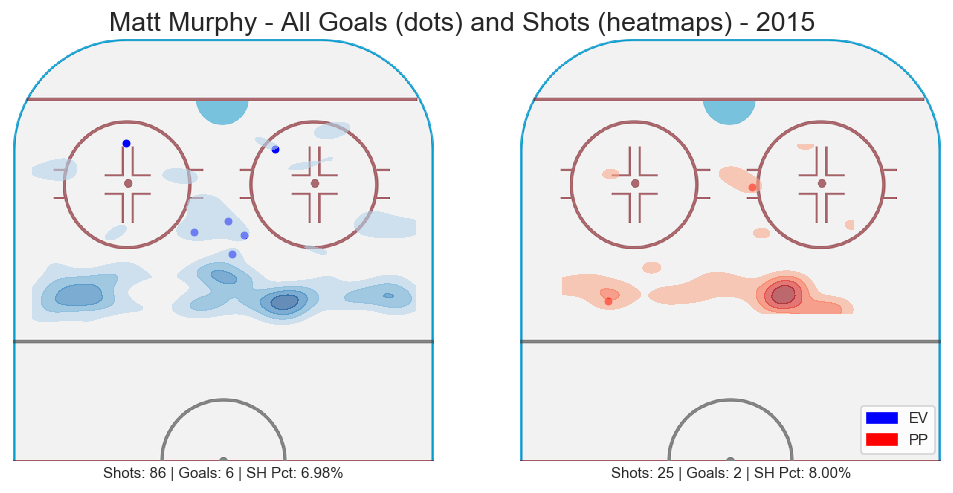 Matt Murphy - All Goals (dots) and Shots (heatmaps) - 2015
EV
PP
Shots: 86 | Goals: 6 | SH Pct: 6.98%
Shots: 25 | Goals: 2 | SH Pct: 8.00%